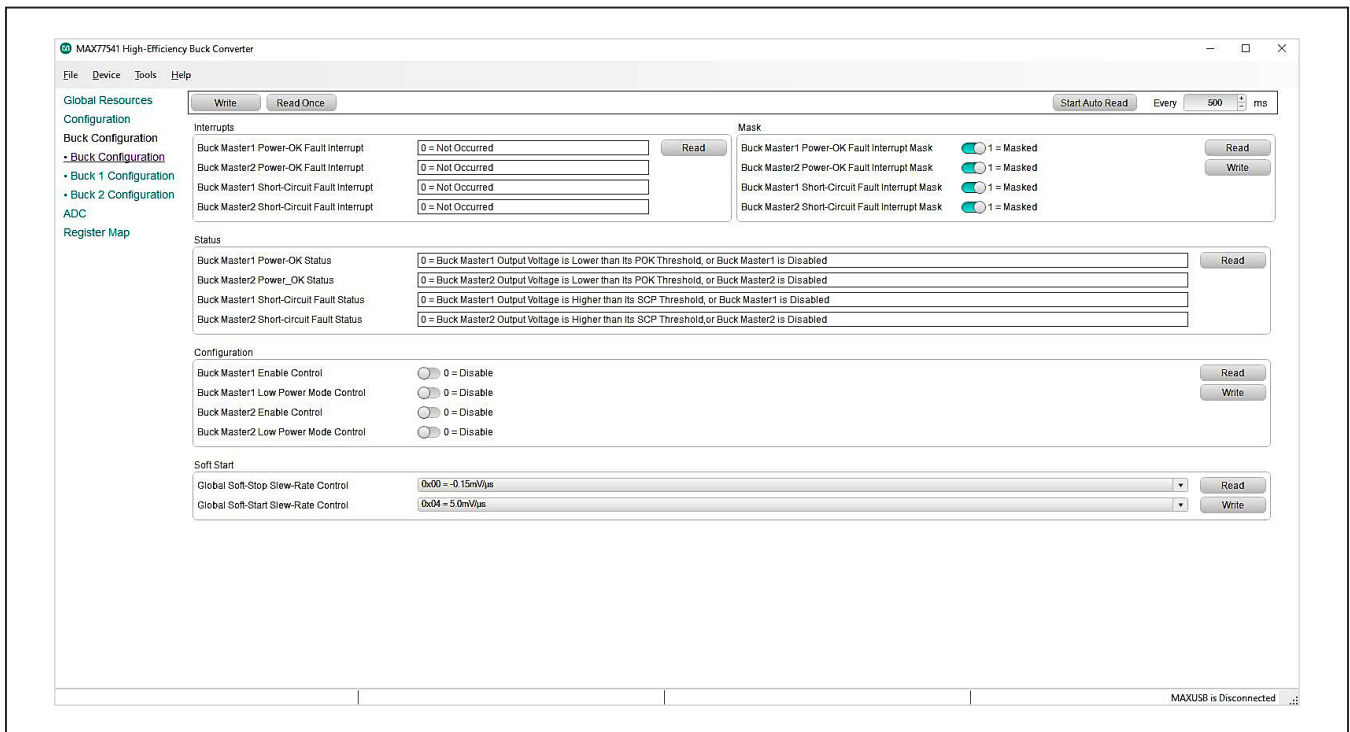 MAX77541 High-Efficiency Buck Converter
File Device Tools Help
Global Resources
Configuration
Buck Configuration
• Buck Configuration
• Buck 1 Configuration
• Buck 2 Configuration
ADC
Register Map
Write Read Once Start Auto Read Every 500 ms
Interrupts
Buck Master1 Power-OK Fault Interrupt 0 = Not Occurred Read
Buck Master2 Power-OK Fault Interrupt 0 = Not Occurred
Buck Master1 Short-Circuit Fault Interrupt 0 = Not Occurred
Buck Master2 Short-Circuit Fault Interrupt 0 = Not Occurred
Mask
Buck Master1 Power-OK Fault Interrupt Mask 1 = Masked Read
Buck Master2 Power-OK Fault Interrupt Mask 1 = Masked Write
Buck Master1 Short-Circuit Fault Interrupt Mask 1 = Masked
Buck Master2 Short-Circuit Fault Interrupt Mask 1 = Masked
Status
Buck Master1 Power-OK Status 0 = Buck Master1 Output Voltage is Lower than Its POK Threshold, or Buck Master1 is Disabled Read
Buck Master2 Power_OK Status 0 = Buck Master2 Output Voltage is Lower than Its POK Threshold, or Buck Master2 is Disabled
Buck Master1 Short-Circuit Fault Status 0 = Buck Master1 Output Voltage is Higher than Its SCP Threshold, or Buck Master1 is Disabled
Buck Master2 Short-circuit Fault Status 0 = Buck Master2 Output Voltage is Higher than Its SCP Threshold,or Buck Master2 is Disabled
Configuration
Buck Master1 Enable Control 0 = Disable Read
Buck Master1 Low Power Mode Control 0 = Disable Write
Buck Master2 Enable Control 0 = Disable
Buck Master2 Low Power Mode Control 0 = Disable
Soft Start
Global Soft-Stop Slew-Rate Control 0x00 = -0.15mV/µs Read
Global Soft-Start Slew-Rate Control 0x04 = 5.0mV/µs Write
MAXUSB is Disconnected